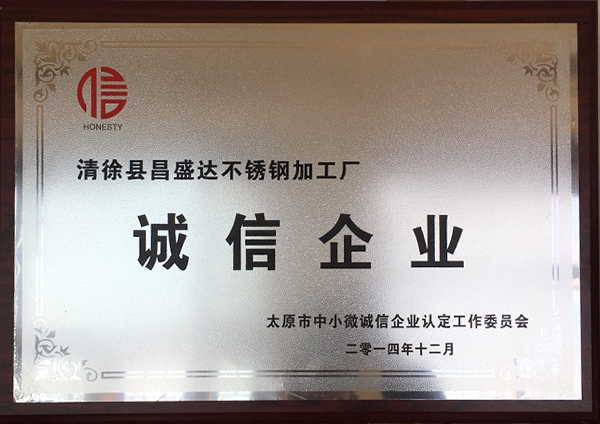 信
HONESTY
清徐县昌盛达不锈钢加工厂
诚信企业
太原市中小微诚信企业认定工作委员会
二零一四年十二月